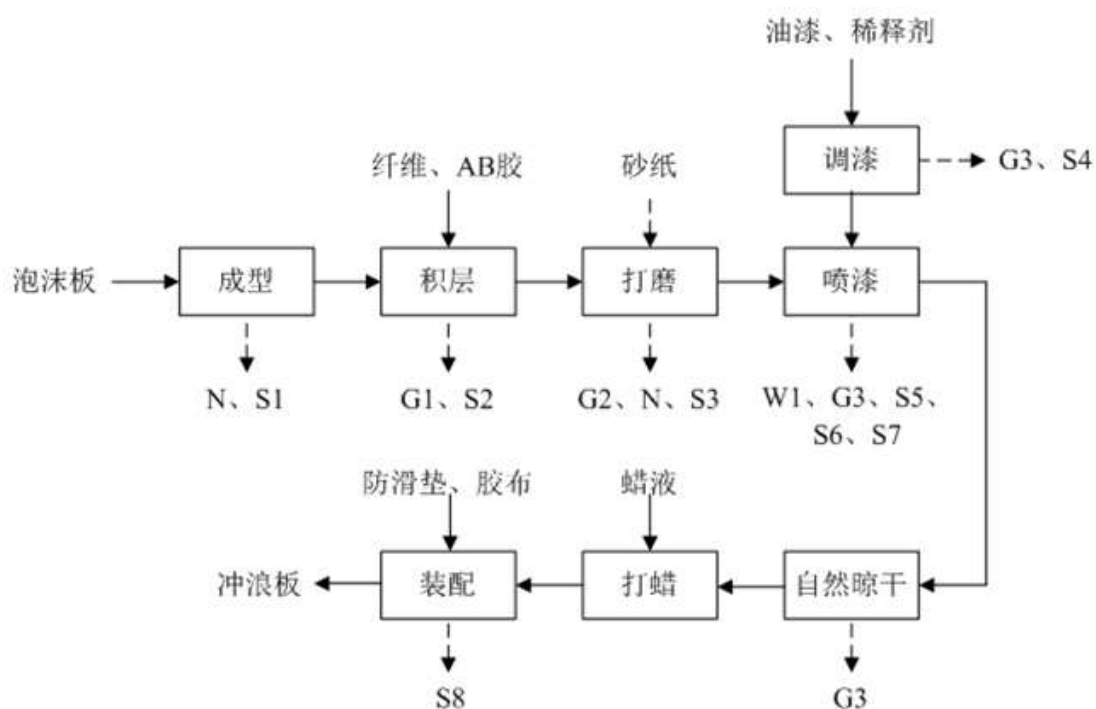 油漆、稀释剂
调漆
G3、S4
纤维、AB胶
砂纸
泡沫板
成型
积层
打磨
喷漆
N、S1
G1、S2
G2、N、S3
W1、G3、S5、
S6、S7
防滑垫、胶布
蜡液
冲浪板
装配
打蜡
自然晾干
S8
G3